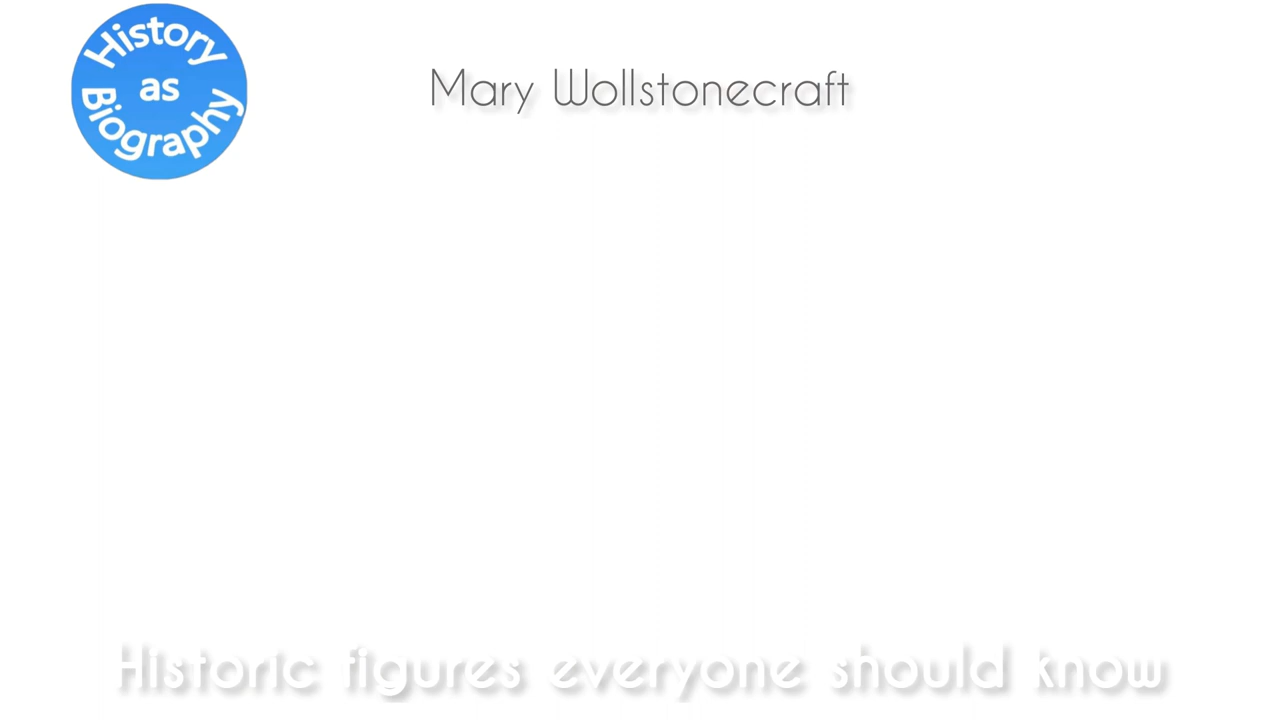 History
as
Biography
Mary Wollstonecraft
Historic figures everyone should know